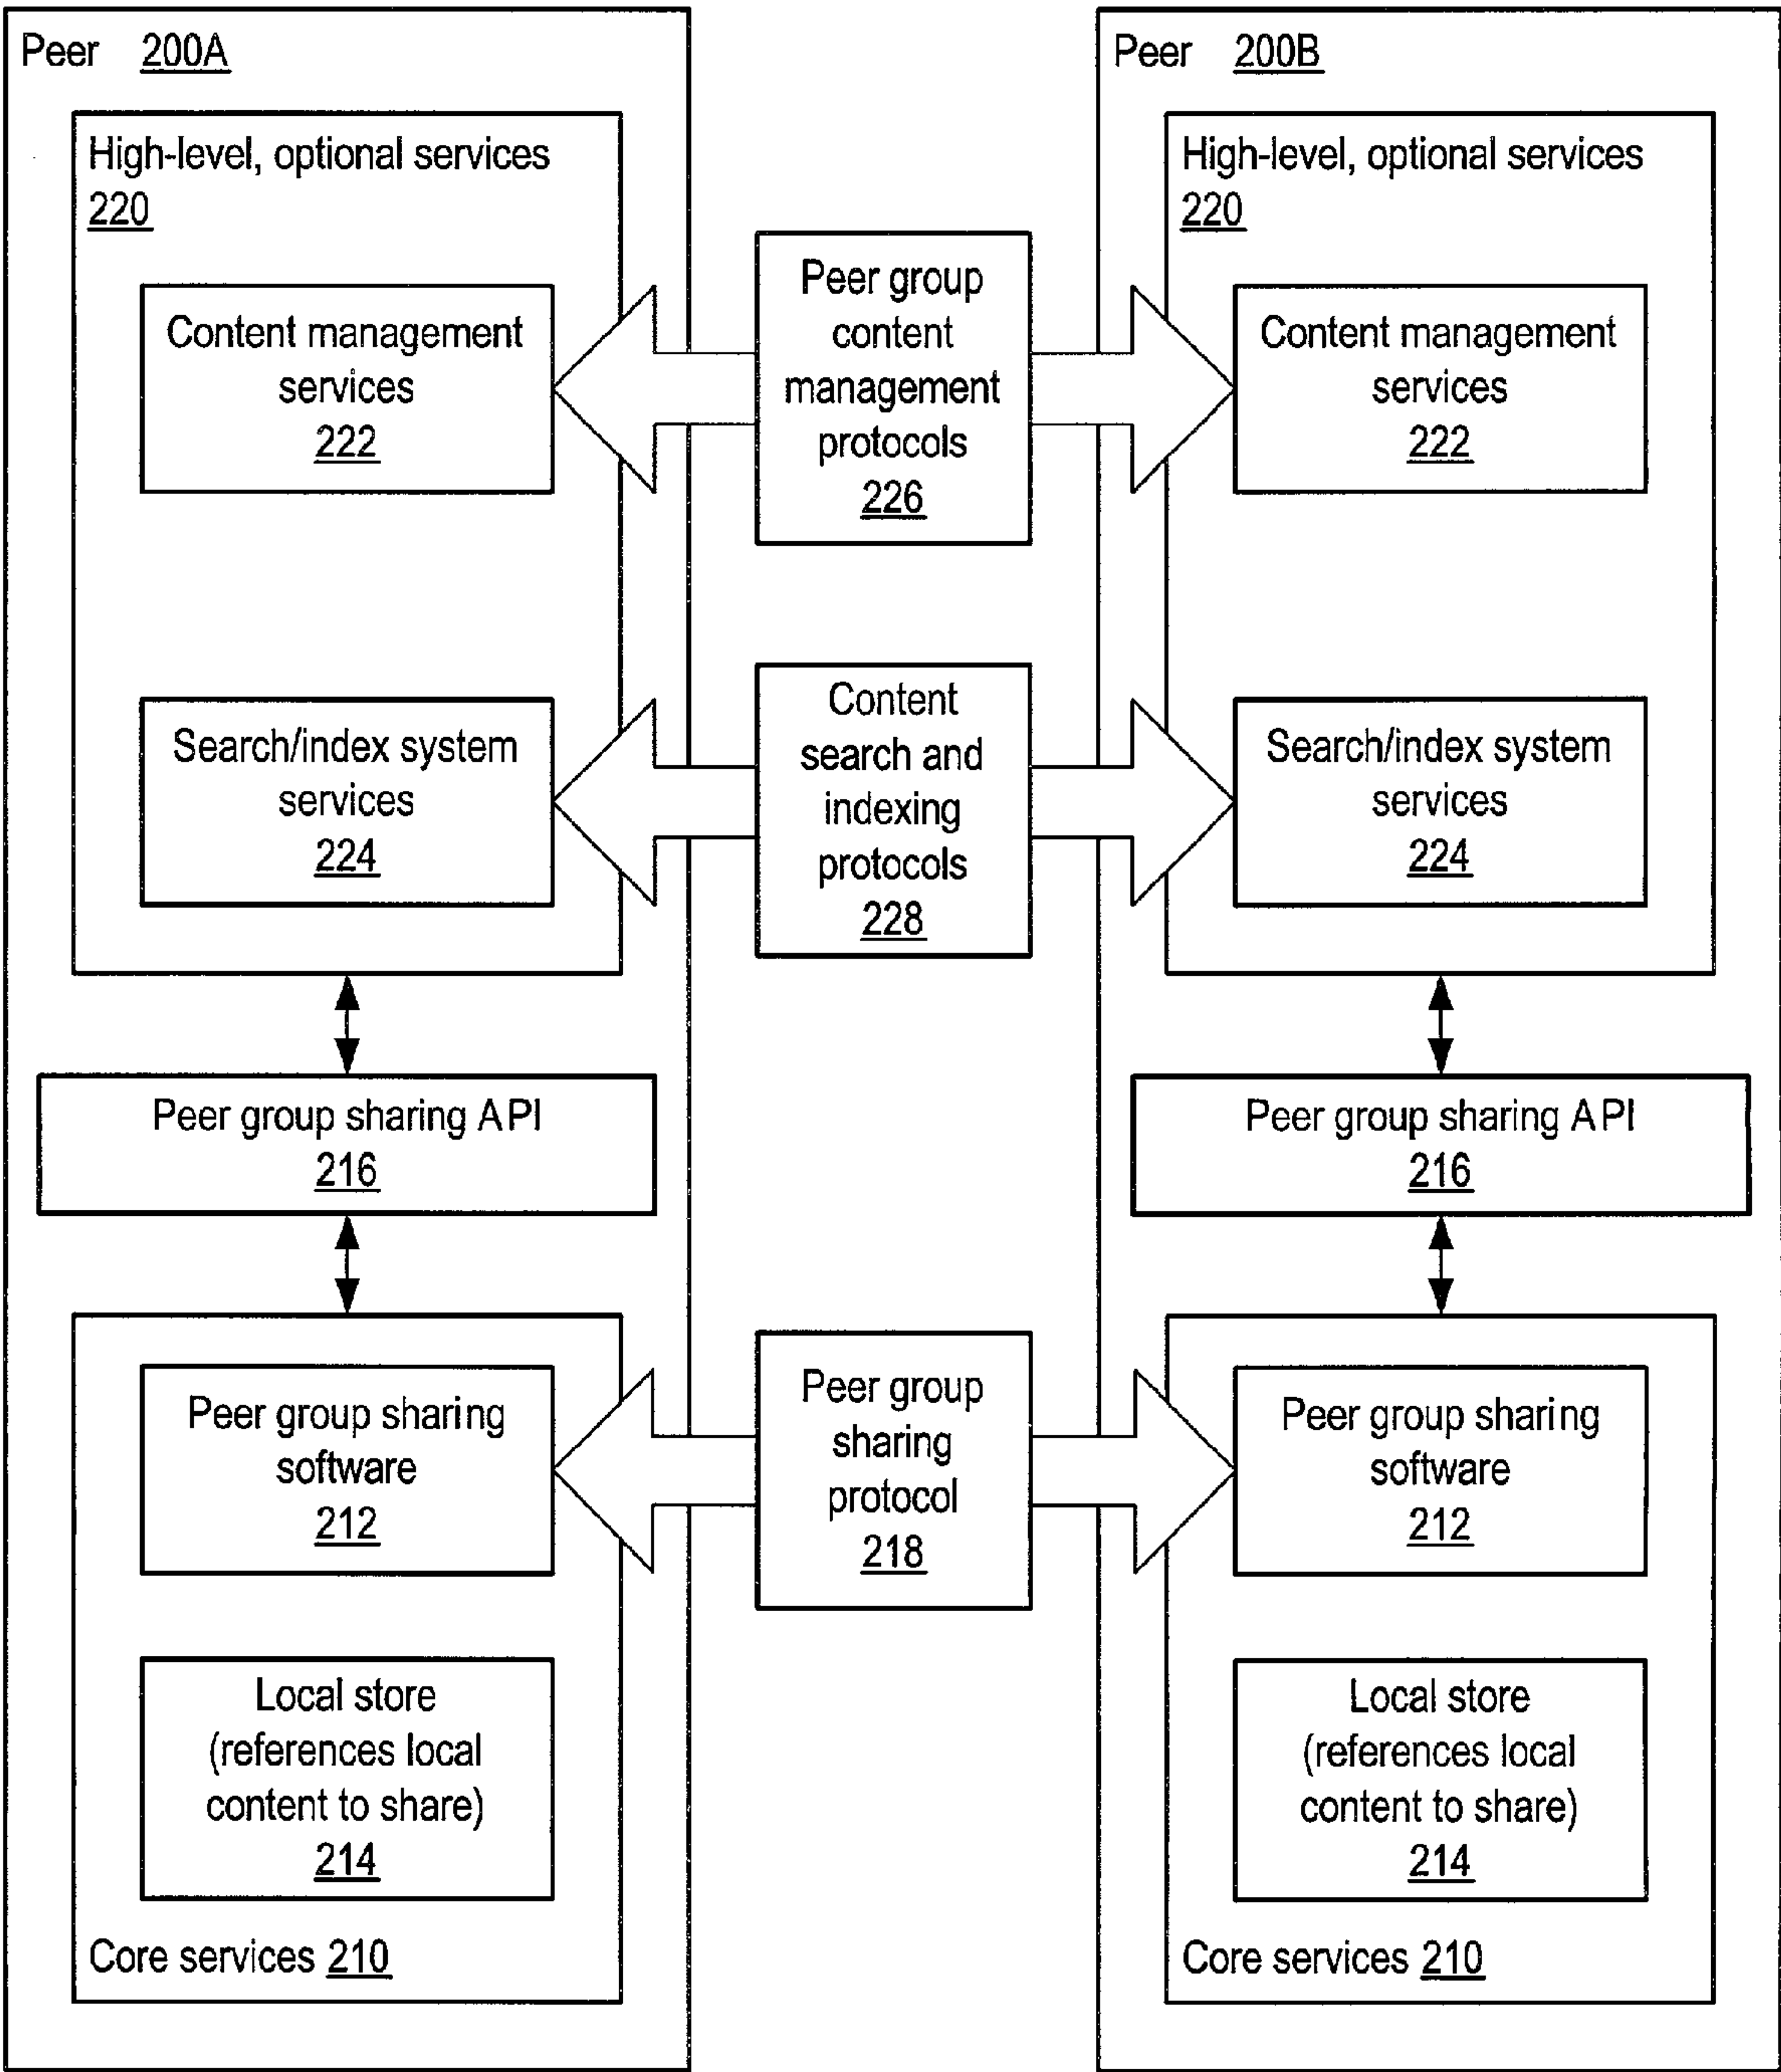 Peer 200A
High-level, optional services
220
Content management
services
222
Search/index system
services
224
Peer group sharing API
216
Peer group sharing
software
212
Local store
(references local
content to share)
214
Core services 210
Peer group
content
management
protocols
226
Content
search and
indexing
protocols
228
Peer group
sharing
protocol
218
Peer 200B
High-level, optional services
220
Content management
services
222
Search/index system
services
224
Peer group sharing API
216
Peer group sharing
software
212
Local store
(references local
content to share)
214
Core services 210